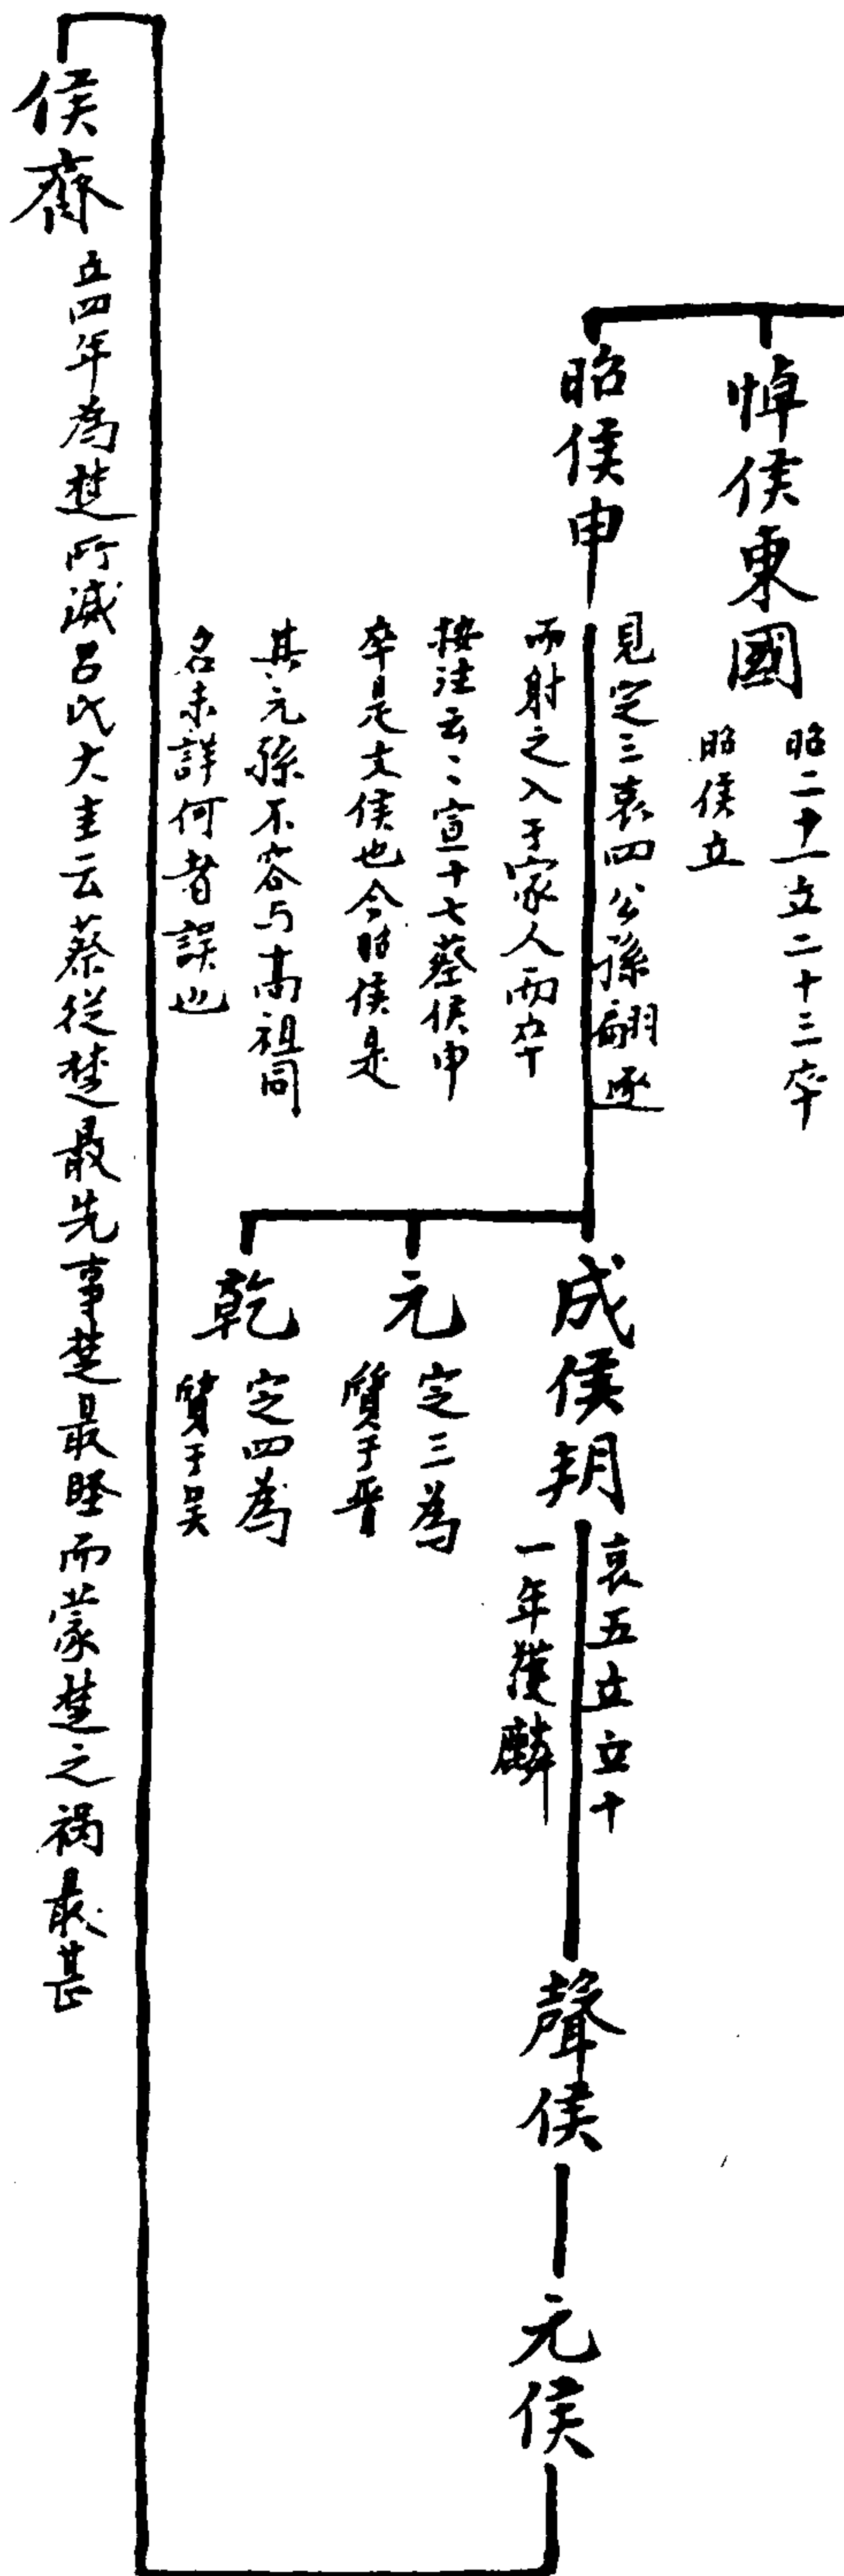 悼侯東國
昭二十一立二十三卒
昭侯立
昭侯申
見定三哀四公孫翩逐
而射之入于家人而卒
按注云〻宣十七蔡侯申
卒是文侯也今昭侯是
其元孫不容与高祖同
名未詳何者誤也
成侯朔
哀五立立十
一年獲麟
元
定三為
質于晋
乾
定四為
質于吴
聲侯
元侯
侯齊
立四年為楚所滅吕氏大圭云蔡從楚最先事楚最堅而蒙楚之禍最甚